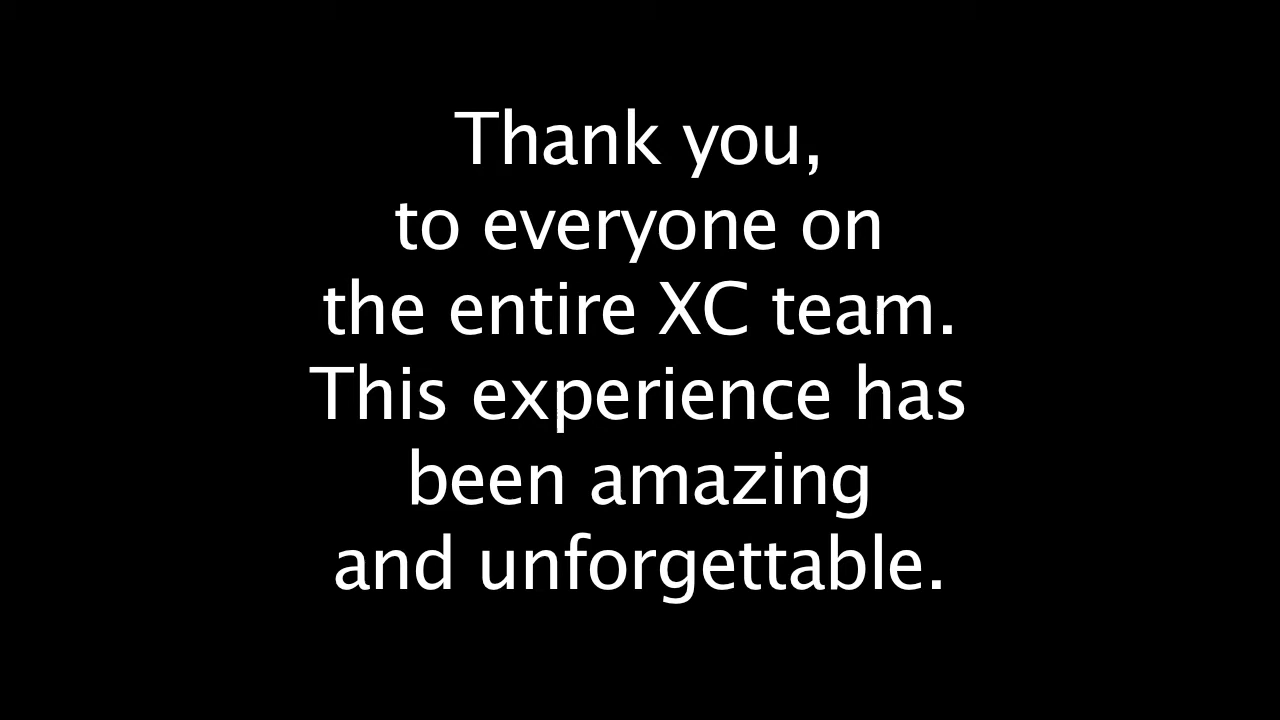 Thank you,
to everyone on
the entire XC team.
This experience has
been amazing
and unforgettable.